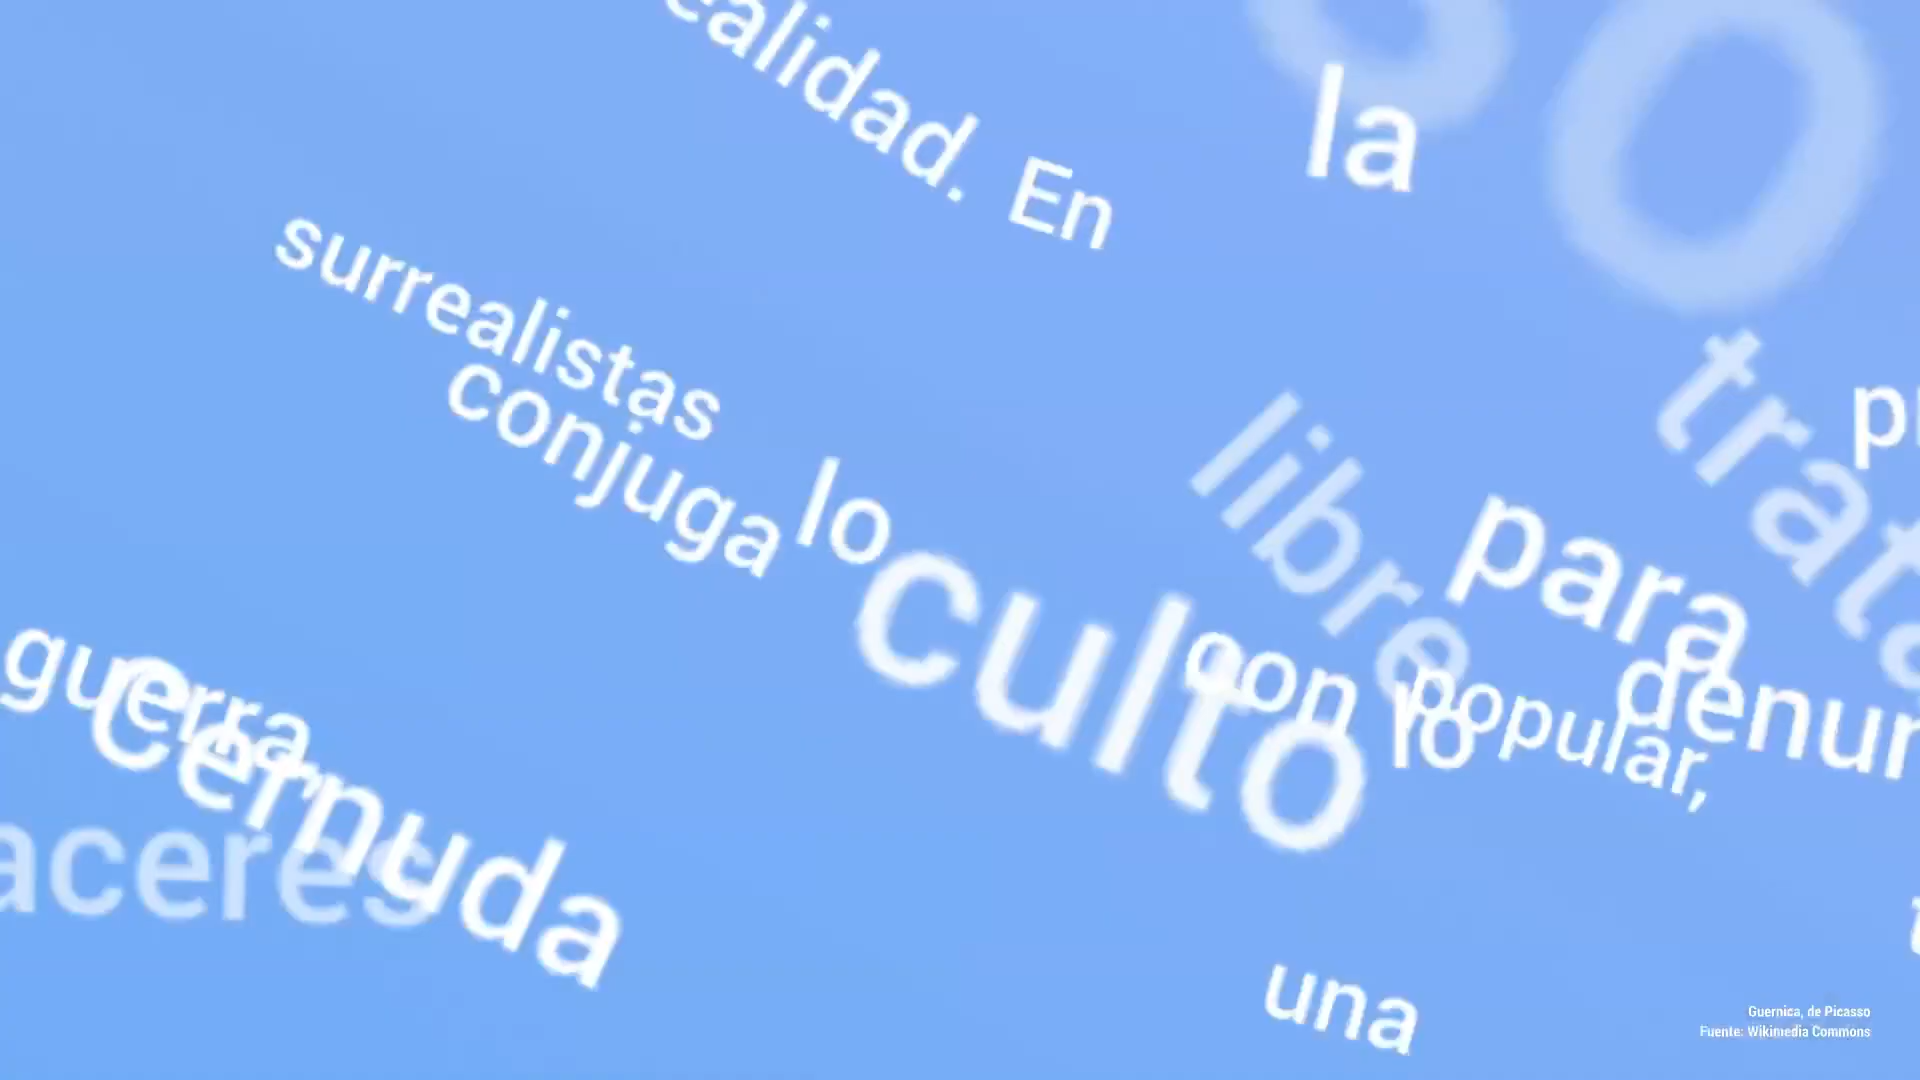 ealidad. En
la
surrealistas
conjuga
lo
culto
libre
para
con
lo
popular,
guerra
Cernuda
aceres
una
Guernica, de Picasso
Fuente: Wikimedia Commons